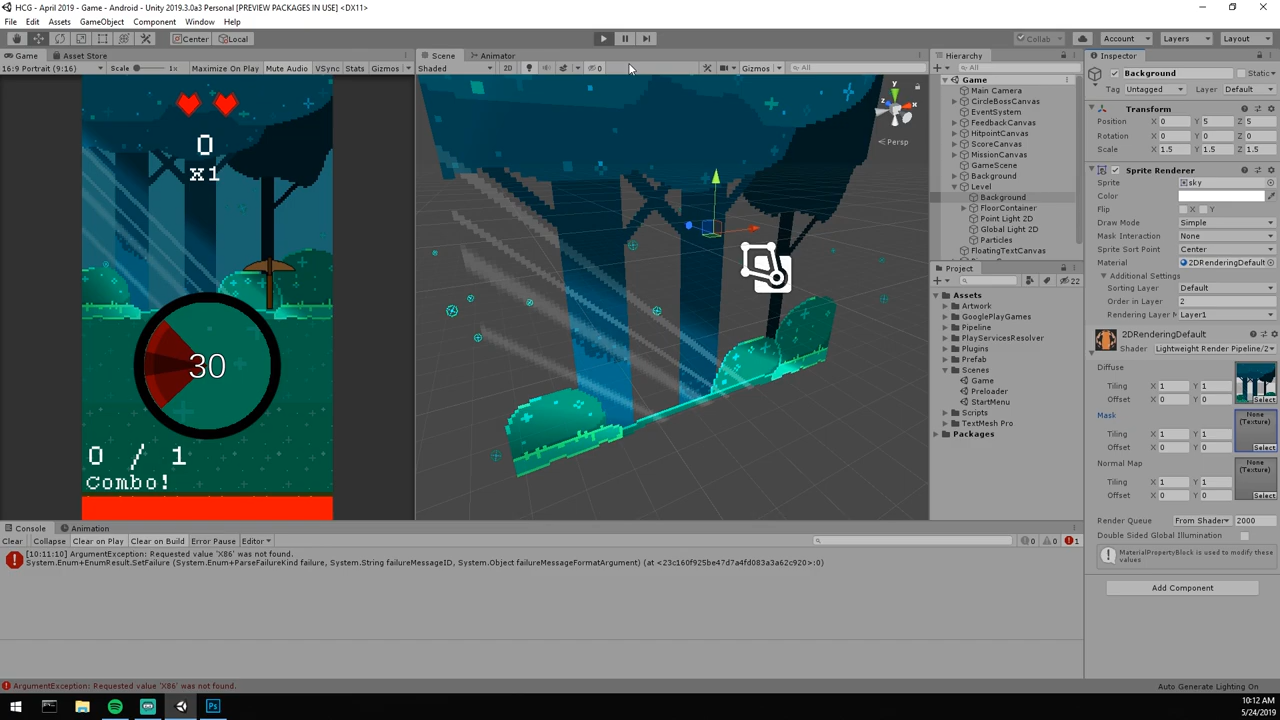 HCG - April 2019 - Game - Android - Unity 2019.3.0a3 Personal [PREVIEW PACKAGES IN USE] <DX11>
File Edit Assets GameObject Component Window Help
Center Local Collab Account Layers Layout
Game Asset Store
16:9 Portrait (9:16) Scale 1x Maximize On Play Mute Audio VSync Stats Gizmos
0
x1
30
0 / 1
Combo!
Scene Animator
Shaded 2D 0 Gizmos All
y
x
z
Persp
Hierarchy
All
Game
Main Camera
CircleBossCanvas
EventSystem
FeedbackCanvas
HitpointCanvas
ScoreCanvas
MissionCanvas
GameScene
Background
Level
Background
FloorContainer
Point Light 2D
Global Light 2D
Particles
FloatingTextCanvas
Project
22
Assets
Artwork
GooglePlayGames
Pipeline
PlayServicesResolver
Plugins
Prefab
Scenes
Game
Preloader
StartMenu
Scripts
TextMesh Pro
Packages
Inspector
Background Static
Tag Untagged Layer Default
Transform
Position X 0 Y 5 Z 5
Rotation X 0 Y 0 Z 0
Scale X 1.5 Y 1.5 Z 1.5
Sprite Renderer
Sprite sky
Color
Flip X Y
Draw Mode Simple
Mask Interaction None
Sprite Sort Point Center
Material 2DRenderingDefault
Additional Settings
Sorting Layer Default
Order in Layer 2
Rendering Layer M Layer1
2DRenderingDefault
Shader Lightweight Render Pipeline/2
Diffuse
Tiling X 1 Y 1
Offset X 0 Y 0
Select
Mask
None
(Texture)
Tiling X 1 Y 1
Offset X 0 Y 0
Select
Normal Map
None
(Texture)
Tiling X 1 Y 1
Offset X 0 Y 0
Select
Render Queue From Shader 2000
Double Sided Global Illumination
MaterialPropertyBlock is used to modify these
values
Add Component
Console Animation
Clear Collapse Clear on Play Clear on Build Error Pause Editor 0 0 1
[10:11:10] ArgumentException: Requested value 'X86' was not found.
System.Enum+EnumResult.SetFailure (System.Enum+ParseFailureKind failure, System.String failureMessageID, System.Object failureMessageFormatArgument) (at <23c160f925be47d7a4fd083a3a62c920>:0)
ArgumentException: Requested value 'X86' was not found.
Auto Generate Lighting On
Ps
10:12 AM
5/24/2019